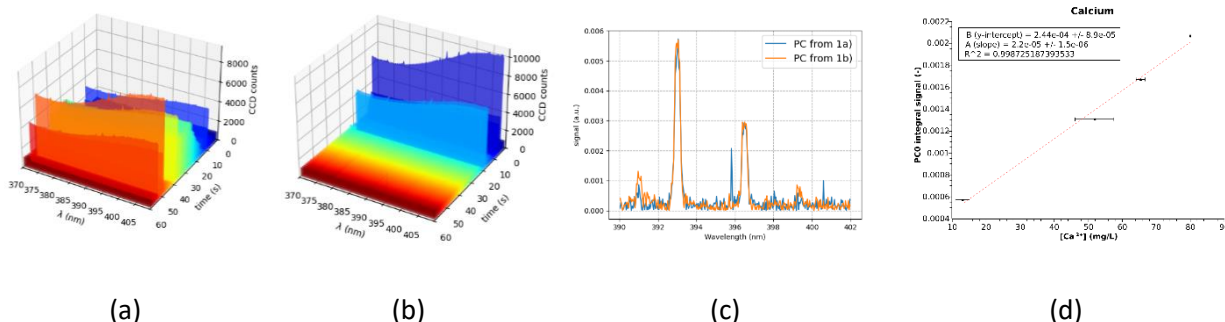 8000
6000
4000
2000
0
CCD counts
0
10
20
30
40
50
60
time (s)
370
375
380
385
390
395
400
405
λ (nm)
(a)
10000
8000
6000
4000
2000
0
CCD counts
0
10
20
30
40
50
60
time (s)
370
375
380
385
390
395
400
405
λ (nm)
(b)
0.006
0.005
0.004
0.003
0.002
0.001
0.000
signal (a.u.)
PC from 1a)
PC from 1b)
390 392 394 396 398 400 402
Wavelength (nm)
(c)
Calcium
B (y-intercept) = 2.44e-04 +/- 8.9e-05
A (slope) = 2.2e-05 +/- 1.5e-06
R^2 = 0.998725187393533
0.0022
0.002
0.0018
0.0016
0.0014
0.0012
0.001
0.0008
0.0006
0.0004
PC0 integral signal (-)
10 20 30 40 50 60 70 80 90
[Ca²⁺] (mg/L)
(d)